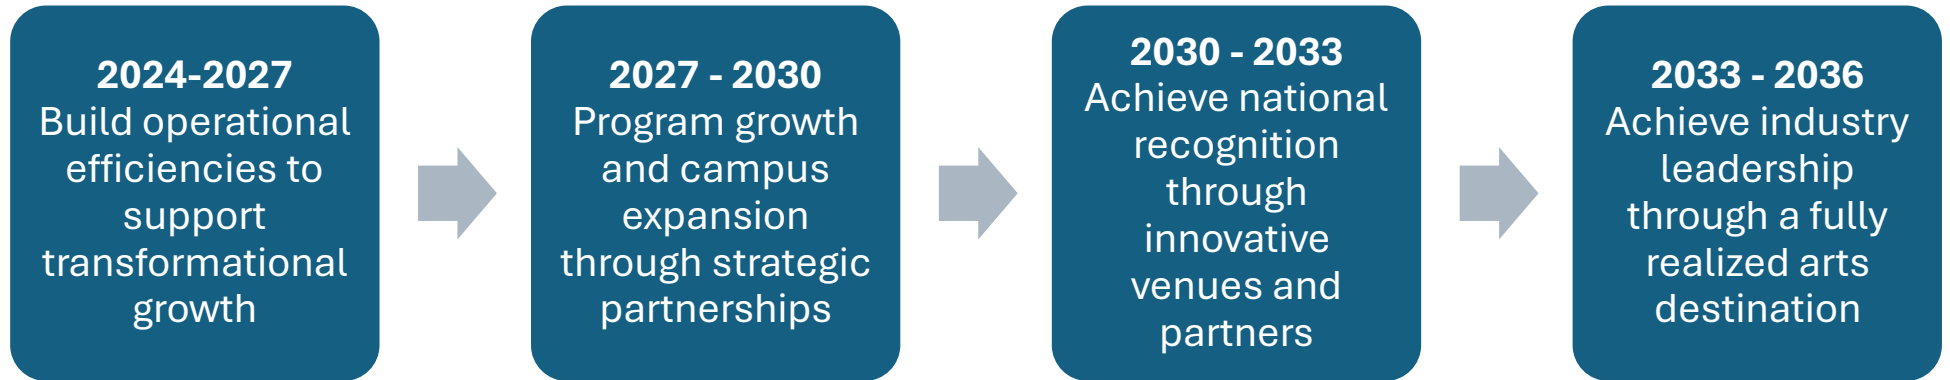 2024-2027
Build operational
efficiencies to
support
transformational
growth
2027 - 2030
Program growth
and campus
expansion
through strategic
partnerships
2030 - 2033
Achieve national
recognition
through
innovative
venues and
partners
2033 - 2036
Achieve industry
leadership
through a fully
realized arts
destination